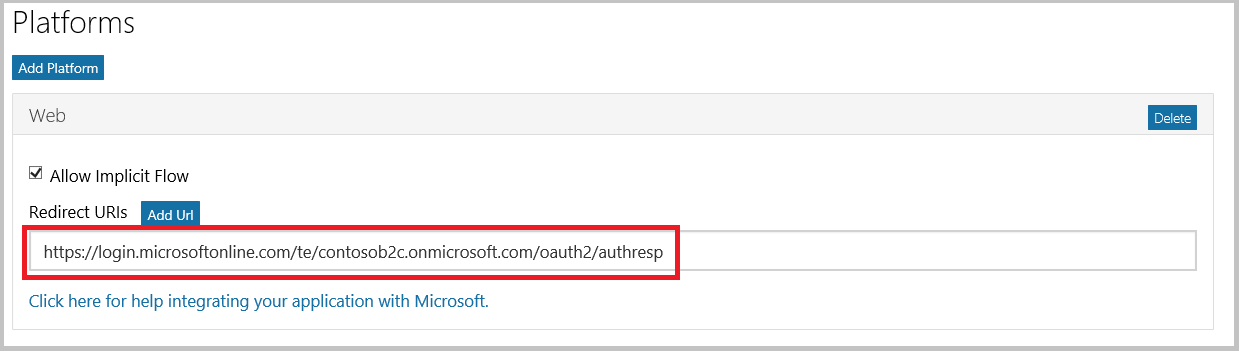 Platforms
Add Platform
Web
Delete
Allow Implicit Flow
Redirect URIs Add Url
https://login.microsoftonline.com/te/contosob2c.onmicrosoft.com/oauth2/authresp
Click here for help integrating your application with Microsoft.